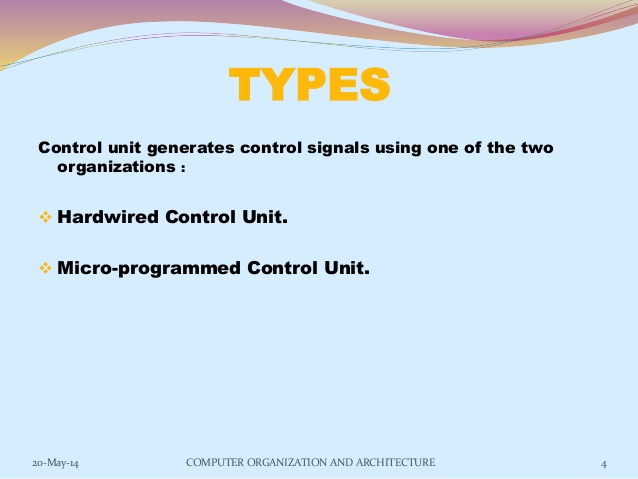 TYPES
Control unit generates control signals using one of the two
organizations :
Hardwired Control Unit.
Micro-programmed Control Unit.
20-May-14 COMPUTER ORGANIZATION AND ARCHITECTURE 4